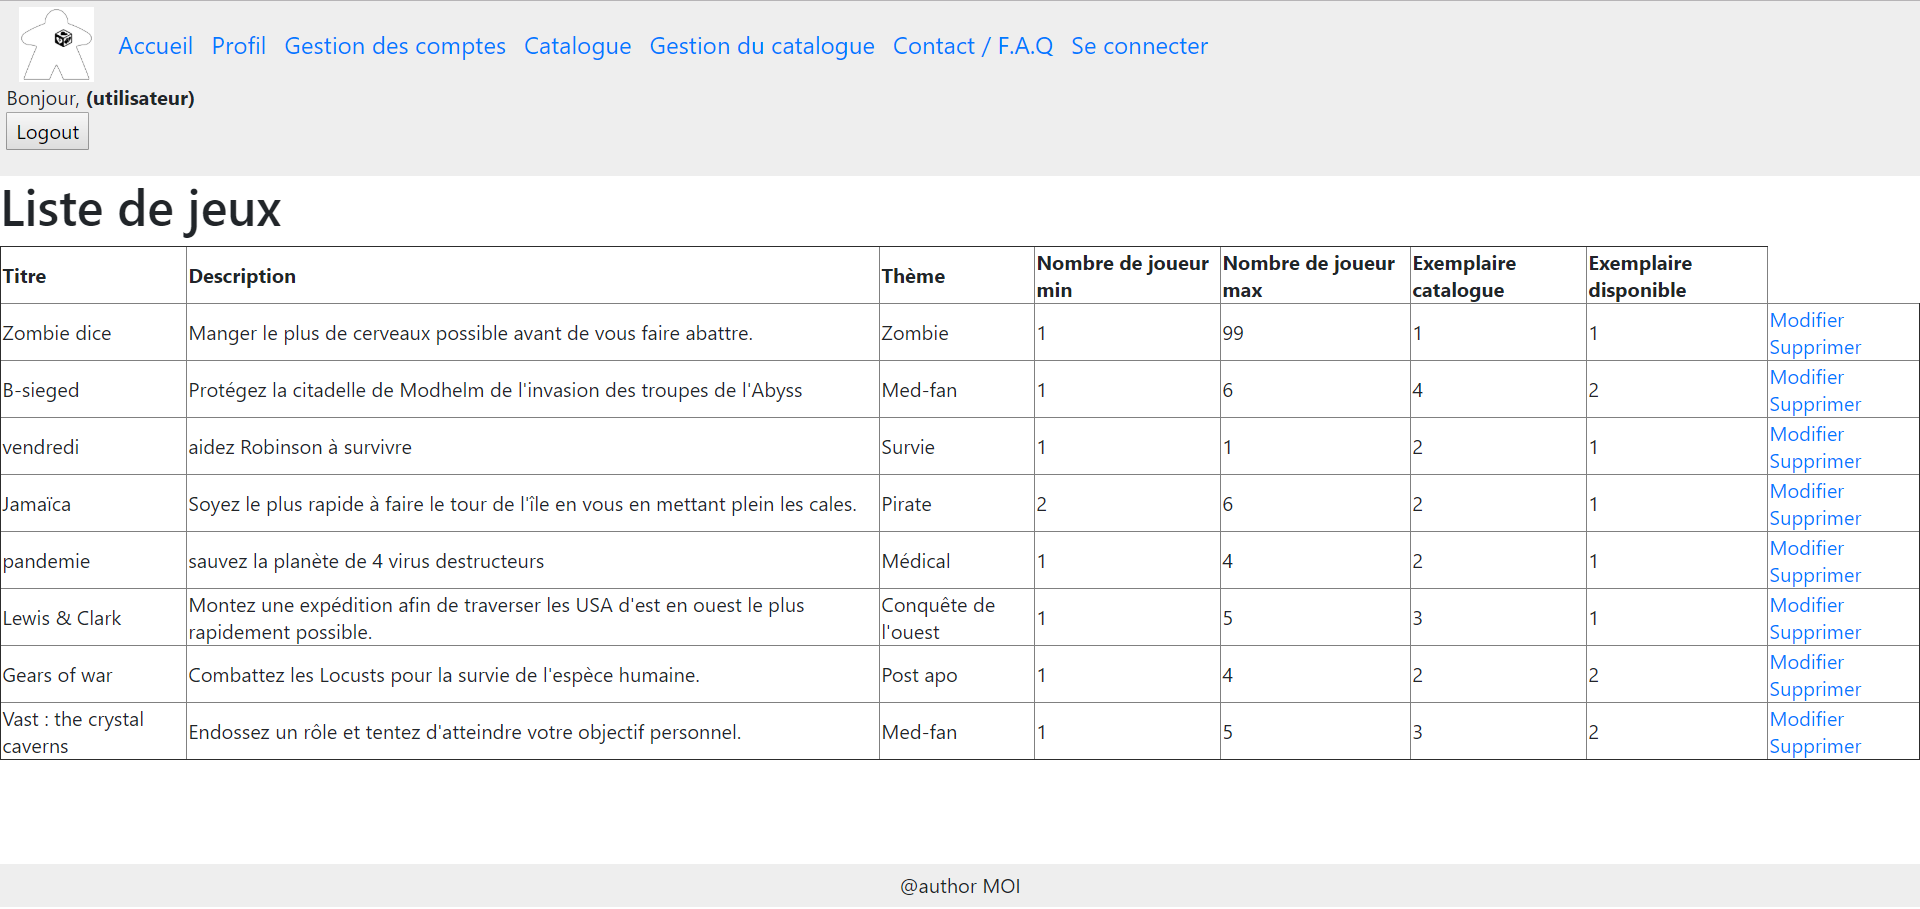 Accueil Profil Gestion des comptes Catalogue Gestion du catalogue Contact / F.A.Q Se connecter
Bonjour, (utilisateur)
Logout
Liste de jeux
Titre Description Thème Nombre de joueur min Nombre de joueur max Exemplaire catalogue Exemplaire disponible
Zombie dice Manger le plus de cerveaux possible avant de vous faire abattre. Zombie 1 99 1 1 Modifier Supprimer
B-sieged Protégez la citadelle de Modhelm de l'invasion des troupes de l'Abyss Med-fan 1 6 4 2 Modifier Supprimer
vendredi aidez Robinson à survivre Survie 1 1 2 1 Modifier Supprimer
Jamaïca Soyez le plus rapide à faire le tour de l'île en vous en mettant plein les cales. Pirate 2 6 2 1 Modifier Supprimer
pandemie sauvez la planète de 4 virus destructeurs Médical 1 4 2 1 Modifier Supprimer
Lewis & Clark Montez une expédition afin de traverser les USA d'est en ouest le plus rapidement possible. Conquête de l'ouest 1 5 3 1 Modifier Supprimer
Gears of war Combattez les Locusts pour la survie de l'espèce humaine. Post apo 1 4 2 2 Modifier Supprimer
Vast : the crystal caverns Endossez un rôle et tentez d'atteindre votre objectif personnel. Med-fan 1 5 3 2 Modifier Supprimer
@author MOI